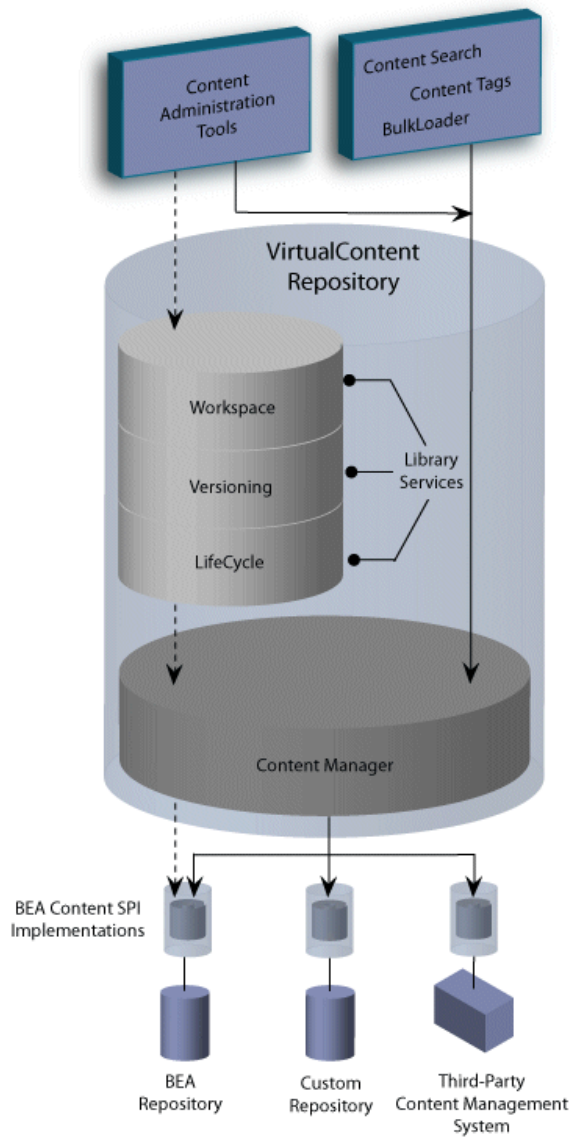 Content
Administration
Tools
Content Search
Content Tags
BulkLoader
VirtualContent
Repository
Workspace
Versioning
LifeCycle
Library
Services
Content Manager
BEA Content SPI
Implementations
BEA
Repository
Custom
Repository
Third-Party
Content Management
System